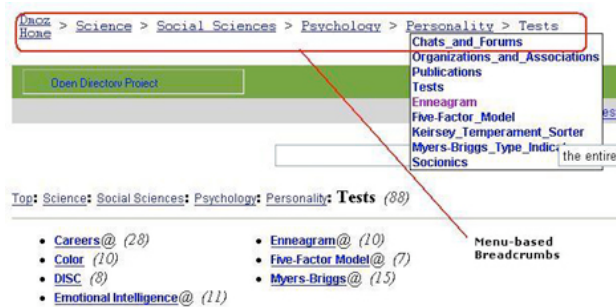 Dmoz Home > Science > Social Sciences > Psychology > Personality > Tests
Chats_and_Forums
Organizations_and_Associations
Publications
Tests
Enneagram
Five-Factor_Model
Keirsey_Temperament_Sorter
Myers-Briggs_Type_Indicat
Socionics
Open Directory Project
es
the entire
Top: Science: Social Sciences: Psychology: Personality: Tests (88)
• Careers@ (28)
• Color (10)
• DISC (8)
• Emotional Intelligence@ (11)
• Enneagram@ (10)
• Five-Factor Model@ (7)
• Myers-Briggs@ (15)
Menu-based
Breadcrumbs